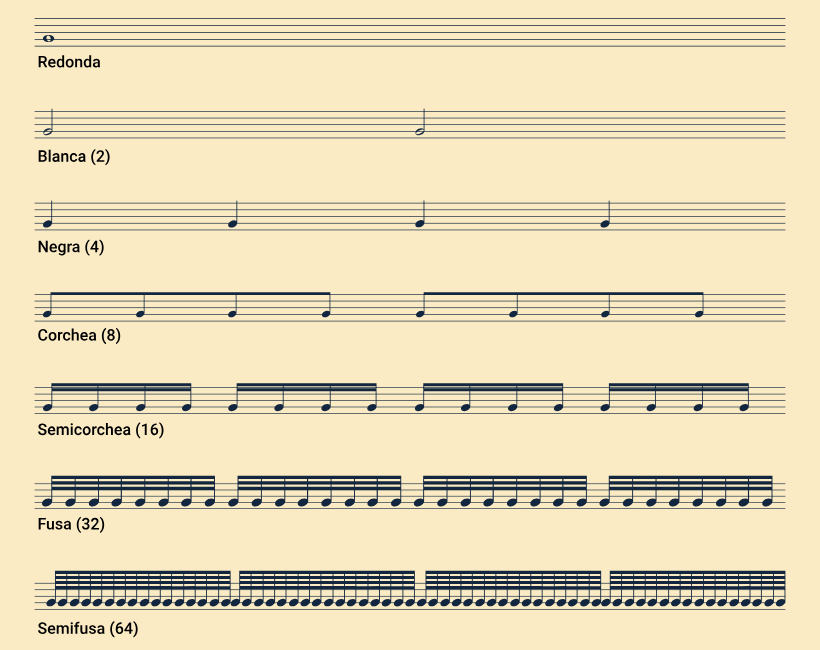 Redonda
Blanca (2)
Negra (4)
Corchea (8)
Semicorchea (16)
Fusa (32)
Semifusa (64)